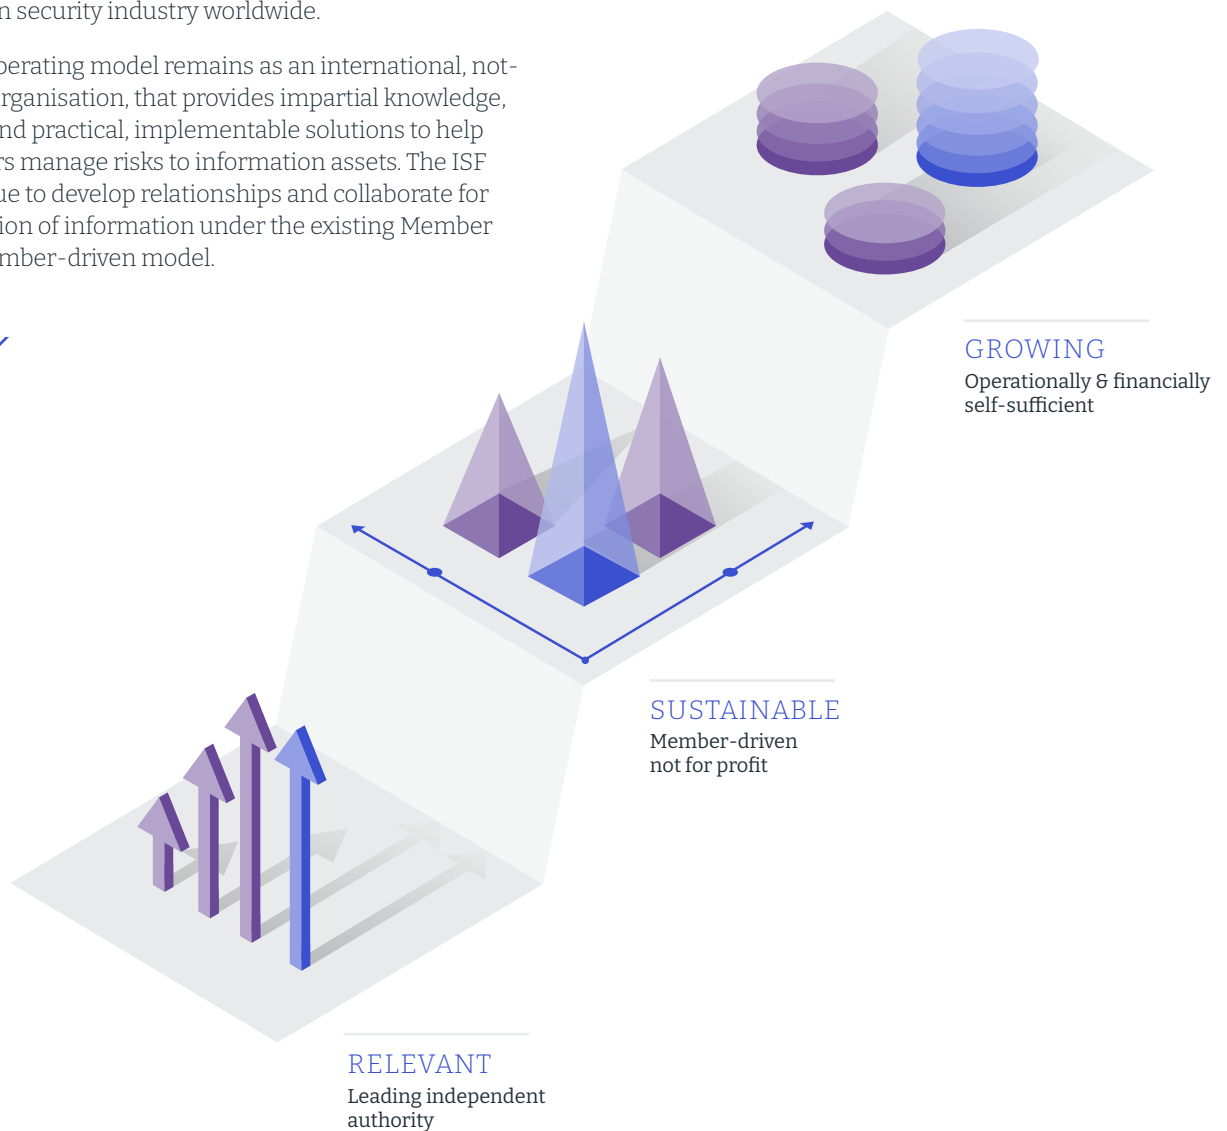 n security industry worldwide.
perating model remains as an international, not-
rganisation, that provides impartial knowledge,
nd practical, implementable solutions to help
rs manage risks to information assets. The ISF
ue to develop relationships and collaborate for
ion of information under the existing Member
mber-driven model.
GROWING
Operationally & financially
self-sufficient
SUSTAINABLE
Member-driven
not for profit
RELEVANT
Leading independent
authority